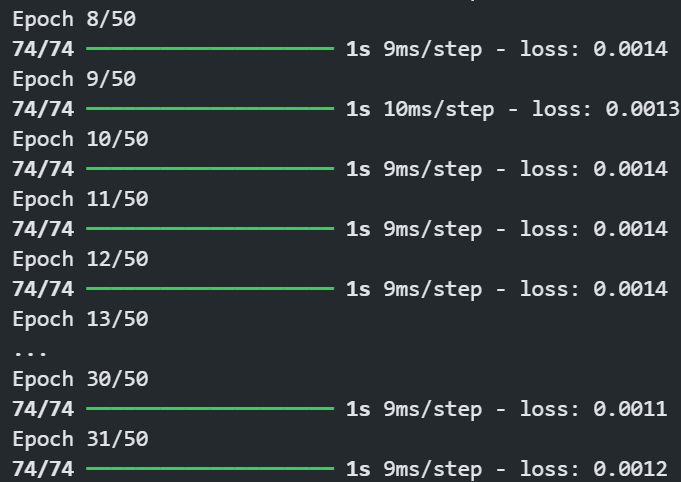 Epoch 8/50
74/74 ━━━━━━━━━━━━━━━━━━━━ 1s 9ms/step - loss: 0.0014
Epoch 9/50
74/74 ━━━━━━━━━━━━━━━━━━━━ 1s 10ms/step - loss: 0.0013
Epoch 10/50
74/74 ━━━━━━━━━━━━━━━━━━━━ 1s 9ms/step - loss: 0.0014
Epoch 11/50
74/74 ━━━━━━━━━━━━━━━━━━━━ 1s 9ms/step - loss: 0.0014
Epoch 12/50
74/74 ━━━━━━━━━━━━━━━━━━━━ 1s 9ms/step - loss: 0.0014
Epoch 13/50
...
Epoch 30/50
74/74 ━━━━━━━━━━━━━━━━━━━━ 1s 9ms/step - loss: 0.0011
Epoch 31/50
74/74 ━━━━━━━━━━━━━━━━━━━━ 1s 9ms/step - loss: 0.0012